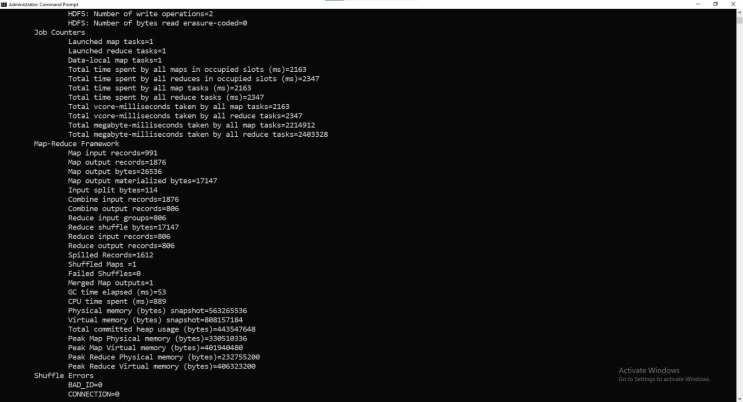 Administrator: Command Prompt
HDFS: Number of write operations=2
HDFS: Number of bytes read erasure-coded=0
Job Counters
Launched map tasks=1
Launched reduce tasks=1
Data-local map tasks=1
Total time spent by all maps in occupied slots (ms)=2163
Total time spent by all reduces in occupied slots (ms)=2347
Total time spent by all map tasks (ms)=2163
Total time spent by all reduce tasks (ms)=2347
Total vcore-milliseconds taken by all map tasks=2163
Total vcore-milliseconds taken by all reduce tasks=2347
Total megabyte-milliseconds taken by all map tasks=2214912
Total megabyte-milliseconds taken by all reduce tasks=2403328
Map-Reduce Framework
Map input records=991
Map output records=1876
Map output bytes=26536
Map output materialized bytes=17147
Input split bytes=114
Combine input records=1876
Combine output records=806
Reduce input groups=806
Reduce shuffle bytes=17147
Reduce input records=806
Reduce output records=806
Spilled Records=1612
Shuffled Maps =1
Failed Shuffles=0
Merged Map outputs=1
GC time elapsed (ms)=53
CPU time spent (ms)=889
Physical memory (bytes) snapshot=563265536
Virtual memory (bytes) snapshot=808157184
Total committed heap usage (bytes)=443547648
Peak Map Physical memory (bytes)=330510336
Peak Map Virtual memory (bytes)=401940480
Peak Reduce Physical memory (bytes)=232755200
Peak Reduce Virtual memory (bytes)=406323200
Shuffle Errors
BAD_ID=0
CONNECTION=0
Activate Windows
Go to Settings to activate Windows.